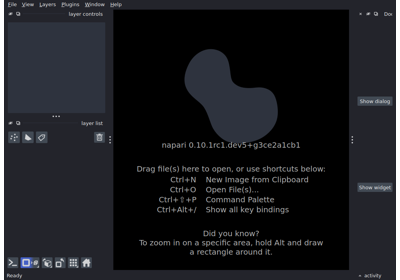 File View Layers Plugins Window Help
layer controls
layer list
napari 0.10.1rc1.dev5+g3ce2a1cb1
Drag file(s) here to open, or use shortcuts below:
Ctrl+N New Image from Clipboard
Ctrl+O Open File(s)...
Ctrl+⇧+P Command Palette
Ctrl+Alt+/ Show all key bindings
Did you know?
To zoom in on a specific area, hold Alt and draw
a rectangle around it.
Show dialog
Show widget
Ready
activity